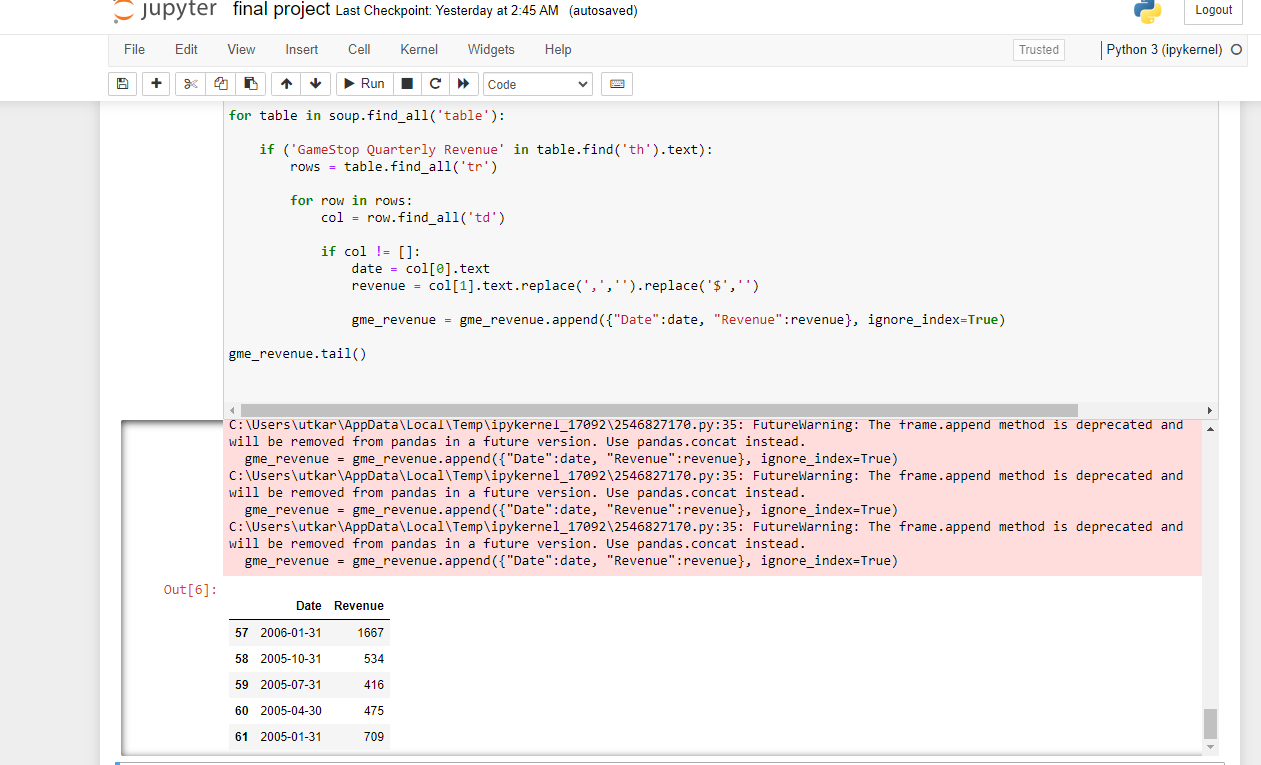 jupyter final project Last Checkpoint: Yesterday at 2:45 AM (autosaved) Logout
File Edit View Insert Cell Kernel Widgets Help Trusted Python 3 (ipykernel)
Run Code
for table in soup.find_all('table'):
if ('GameStop Quarterly Revenue' in table.find('th').text):
rows = table.find_all('tr')
for row in rows:
col = row.find_all('td')
if col != []:
date = col[0].text
revenue = col[1].text.replace(',','').replace('$','')
gme_revenue = gme_revenue.append({"Date":date, "Revenue":revenue}, ignore_index=True)
gme_revenue.tail()
C:\Users\utkar\AppData\Local\Temp\ipykernel_17092\2546827170.py:35: FutureWarning: The frame.append method is deprecated and
will be removed from pandas in a future version. Use pandas.concat instead.
gme_revenue = gme_revenue.append({"Date":date, "Revenue":revenue}, ignore_index=True)
C:\Users\utkar\AppData\Local\Temp\ipykernel_17092\2546827170.py:35: FutureWarning: The frame.append method is deprecated and
will be removed from pandas in a future version. Use pandas.concat instead.
gme_revenue = gme_revenue.append({"Date":date, "Revenue":revenue}, ignore_index=True)
C:\Users\utkar\AppData\Local\Temp\ipykernel_17092\2546827170.py:35: FutureWarning: The frame.append method is deprecated and
will be removed from pandas in a future version. Use pandas.concat instead.
gme_revenue = gme_revenue.append({"Date":date, "Revenue":revenue}, ignore_index=True)
Out[6]:
Date Revenue
57 2006-01-31 1667
58 2005-10-31 534
59 2005-07-31 416
60 2005-04-30 475
61 2005-01-31 709